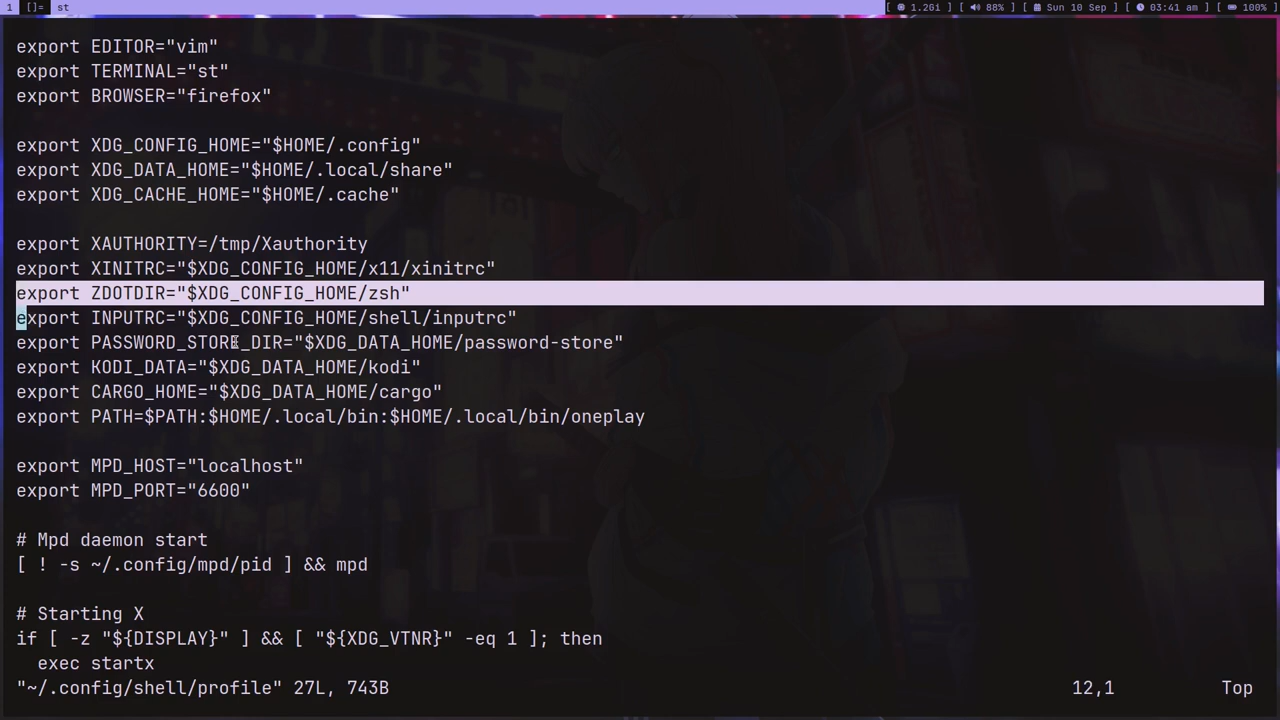 1 []= st [ 1.2Gi ] [ 88% ] [ Sun 10 Sep ] [ 03:41 am ] [ 100% ]
export EDITOR="vim"
export TERMINAL="st"
export BROWSER="firefox"
export XDG_CONFIG_HOME="$HOME/.config"
export XDG_DATA_HOME="$HOME/.local/share"
export XDG_CACHE_HOME="$HOME/.cache"
export XAUTHORITY=/tmp/Xauthority
export XINITRC="$XDG_CONFIG_HOME/x11/xinitrc"
export ZDOTDIR="$XDG_CONFIG_HOME/zsh"
export INPUTRC="$XDG_CONFIG_HOME/shell/inputrc"
export PASSWORD_STORE_DIR="$XDG_DATA_HOME/password-store"
export KODI_DATA="$XDG_DATA_HOME/kodi"
export CARGO_HOME="$XDG_DATA_HOME/cargo"
export PATH=$PATH:$HOME/.local/bin:$HOME/.local/bin/oneplay
export MPD_HOST="localhost"
export MPD_PORT="6600"
# Mpd daemon start
[ ! -s ~/.config/mpd/pid ] && mpd
# Starting X
if [ -z "${DISPLAY}" ] && [ "${XDG_VTNR}" -eq 1 ]; then
  exec startx
"~/.config/shell/profile" 27L, 743B 12,1 Top